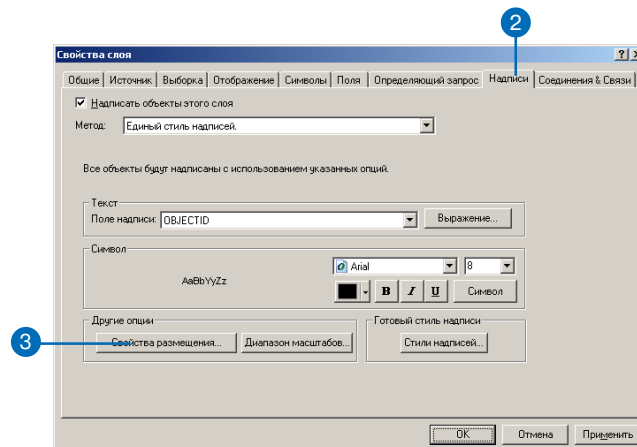 2
Свойства слоя
Общие Источник Выборка Отображение Символы Поля Определяющий запрос Надписи Соединения & Связи
Надписать объекты этого слоя
Метод: Единый стиль надписей.
Все объекты будут надписаны с использованием указанных опций.
Текст
Поле надписи: OBJECTID Выражение...
Символ
AaBbYyZz
Arial 8
B I U Символ
Другие опции Готовый стиль надписи
3 Свойства размещения... Диапазон масштабов... Стили надписей...
OK Отмена Применить